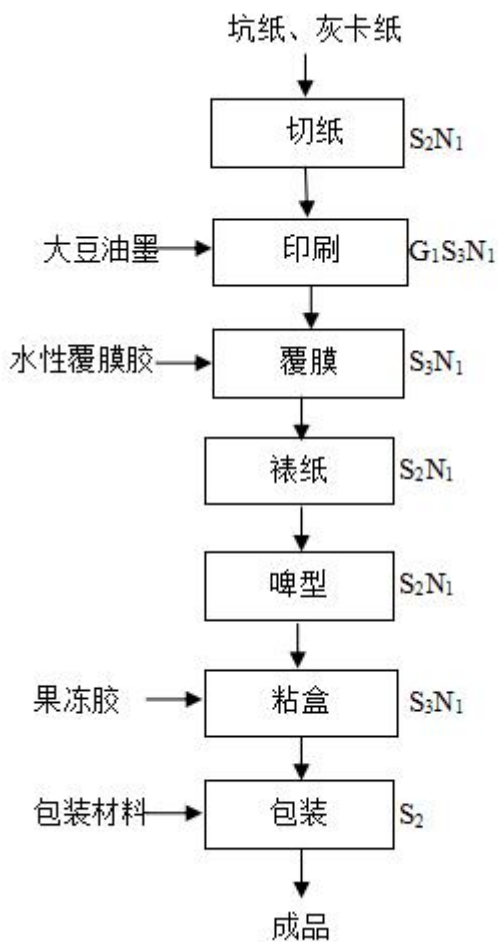 坑纸、灰卡纸
切纸 S₂N₁
大豆油墨 印刷 G₁S₃N₁
水性覆膜胶 覆膜 S₃N₁
裱纸 S₂N₁
啤型 S₂N₁
果冻胶 粘盒 S₃N₁
包装材料 包装 S₂
成品